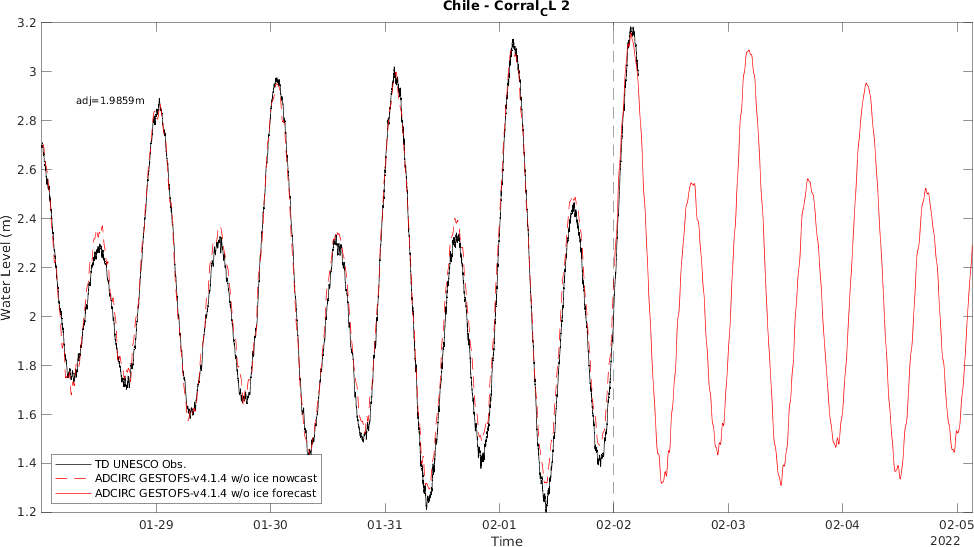 Chile - Corral_CL 2
3.2
3
2.8
adj=1.9859m
2.6
2.4
2.2
2
1.8
1.6
1.4
1.2
Water Level (m)
TD UNESCO Obs.
ADCIRC GESTOFS-v4.1.4 w/o ice nowcast
ADCIRC GESTOFS-v4.1.4 w/o ice forecast
01-29 01-30 01-31 02-01 02-02 02-03 02-04 02-05
Time 2022